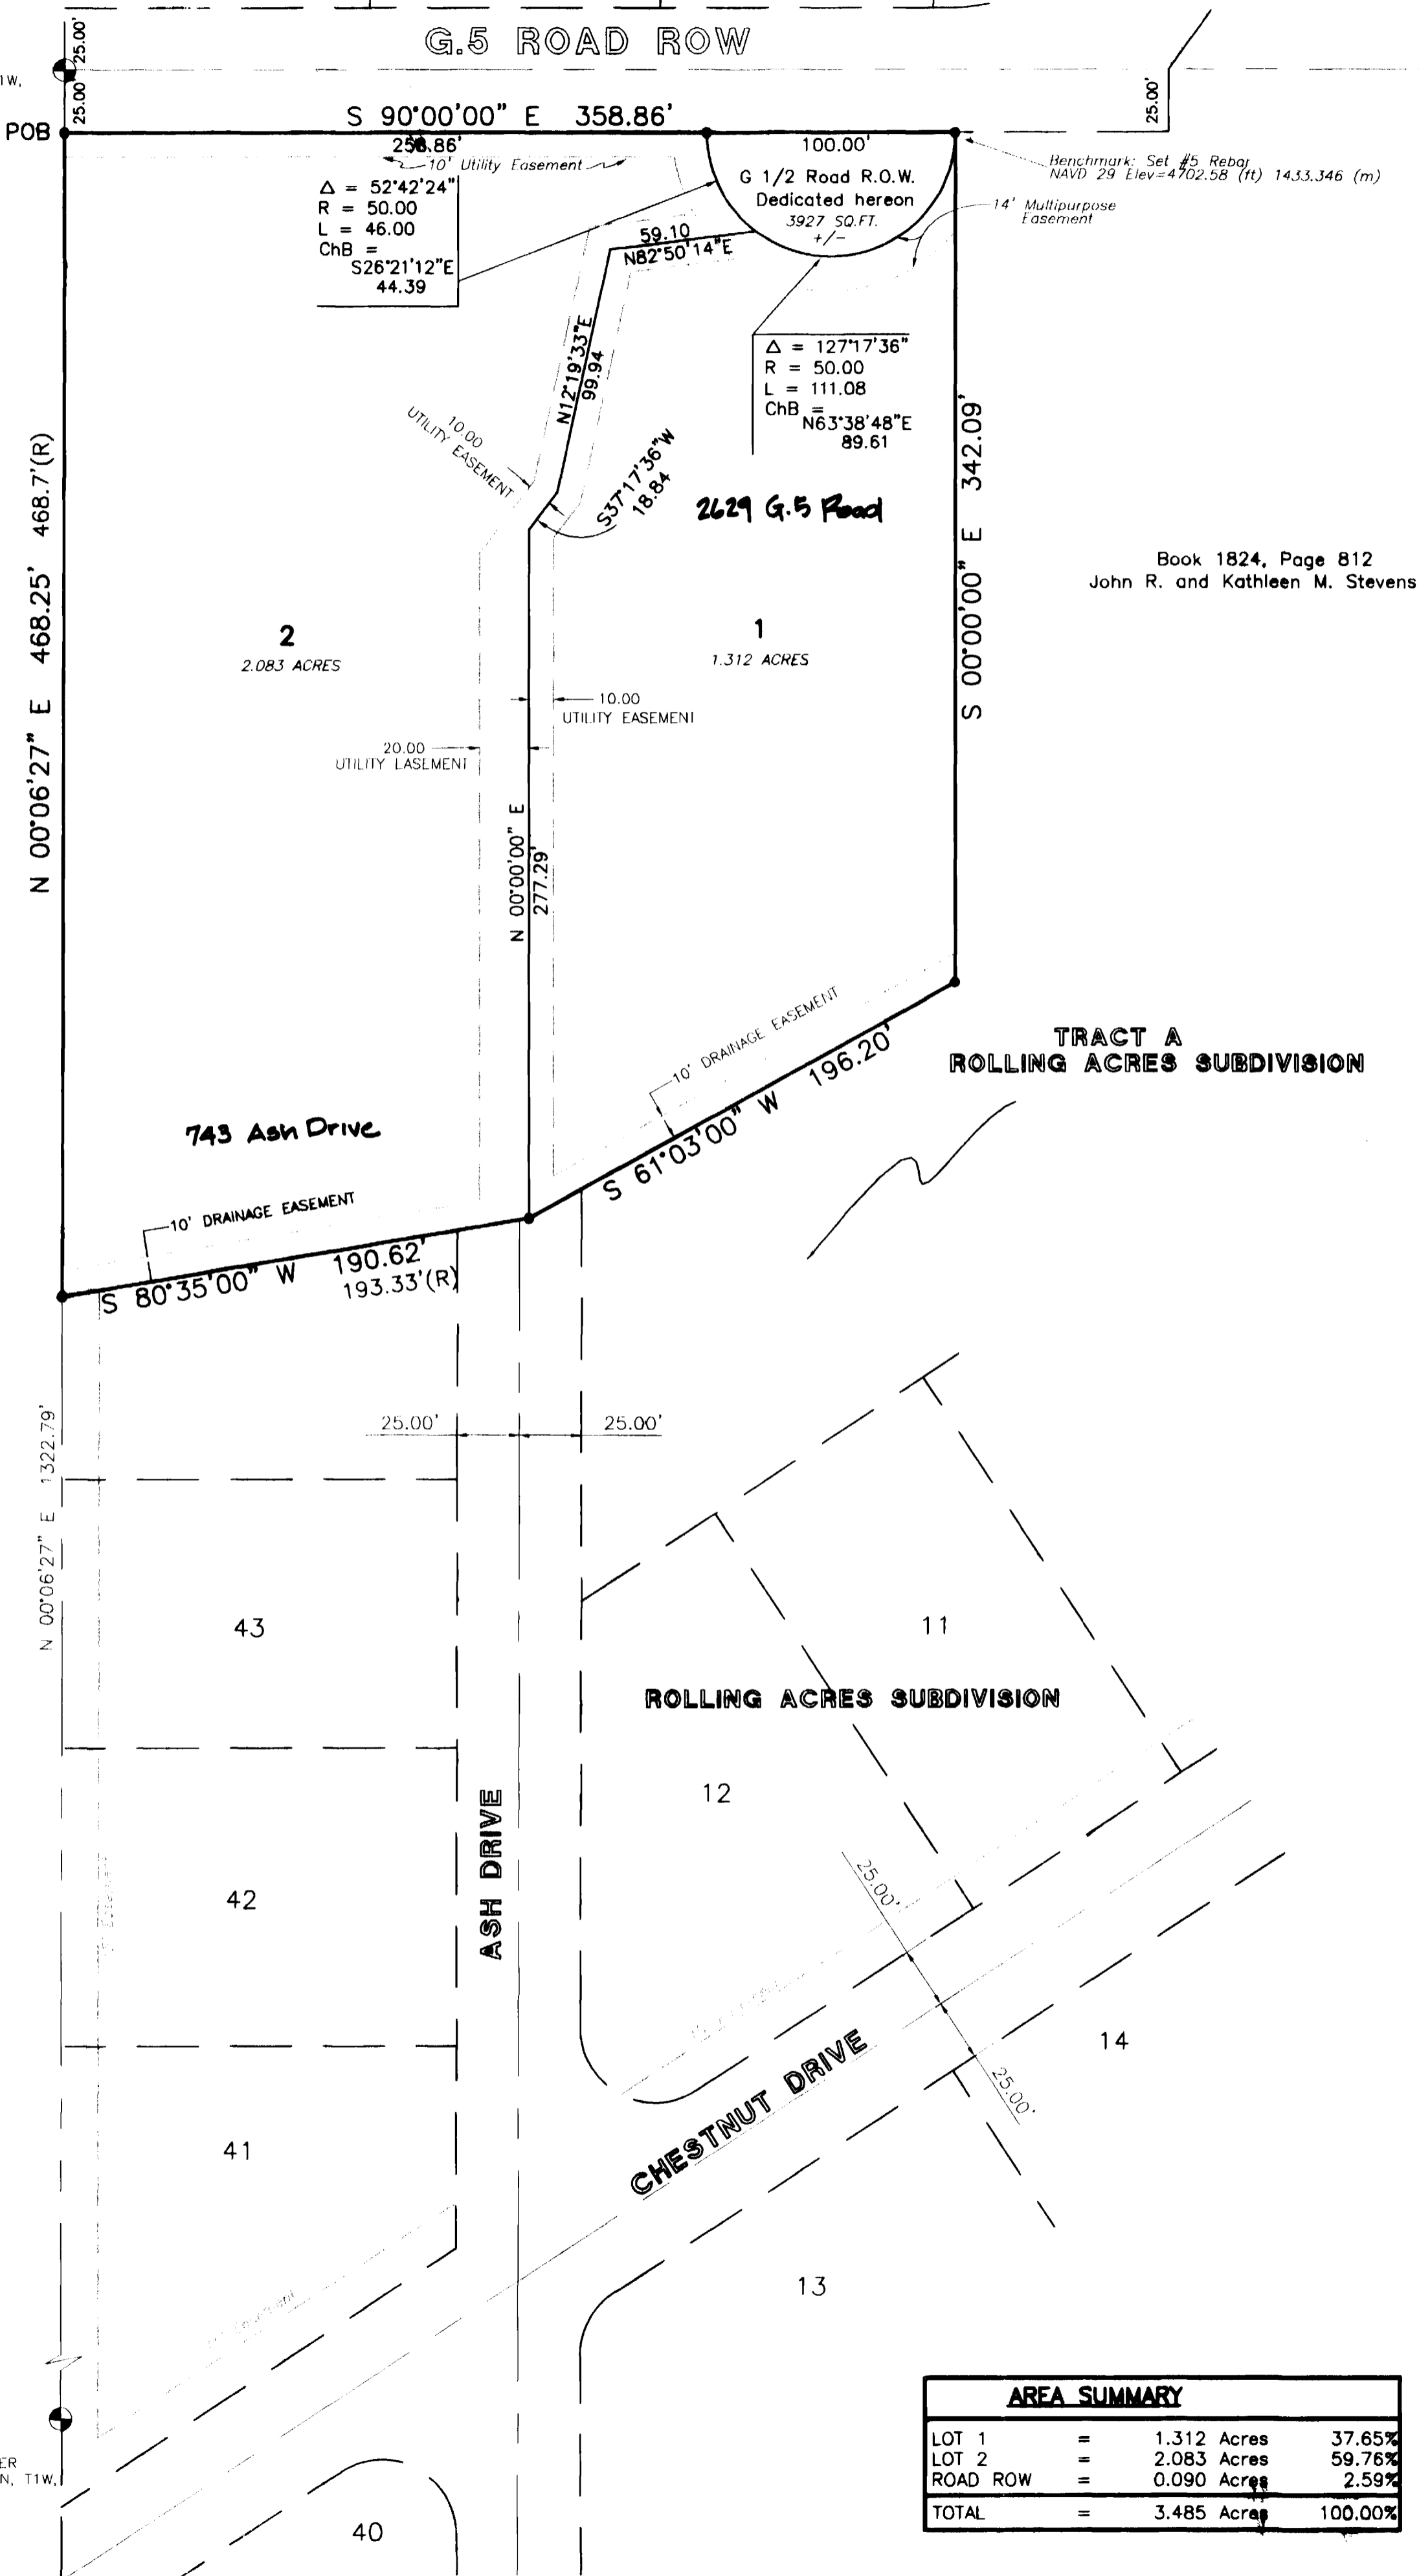 25.00'
G.5 ROAD ROW
1W,
25.00'
25.00'
POB
S 90°00'00" E 358.86'
258.86'
10' Utility Easement
100.00'
G 1/2 Road R.O.W.
Dedicated hereon
3927 SQ.FT.
+/-
Benchmark: Set #5 Rebar
NAVD 29 Elev=4702.58 (ft) 1433.346 (m)
14' Multipurpose
Easement
Δ = 52°42'24"
R = 50.00
L = 46.00
ChB =
S26°21'12"E
44.39
59.10
N82°50'14"E
N12°19'33"E
99.94
Δ = 127°17'36"
R = 50.00
L = 111.08
ChB =
N63°38'48"E
89.61
10.00
UTILITY EASEMENT
S37°17'36"W
18.84
2629 G.5 Road
N 00°06'27" E 468.25' 468.7'(R)
S 00°00'00" E 342.09'
Book 1824, Page 812
John R. and Kathleen M. Stevens
2
2.083 ACRES
1
1.312 ACRES
10.00
UTILITY EASEMENT
20.00
UTILITY EASEMENT
N 00°00'00" E
277.29'
10' DRAINAGE EASEMENT
S 61°03'00" W 196.20'
TRACT A
ROLLING ACRES SUBDIVISION
743 Ash Drive
10' DRAINAGE EASEMENT
S 80°35'00" W 190.62'
193.33'(R)
N 00°06'27" E 1322.79'
25.00'
25.00'
43
11
ROLLING ACRES SUBDIVISION
12
42
ASH DRIVE
25.00'
25.00'
14
CHESTNUT DRIVE
41
13
ER
N, T1W,
40
AREA SUMMARY
LOT 1 = 1.312 Acres 37.65%
LOT 2 = 2.083 Acres 59.76%
ROAD ROW = 0.090 Acres 2.59%
TOTAL = 3.485 Acres 100.00%